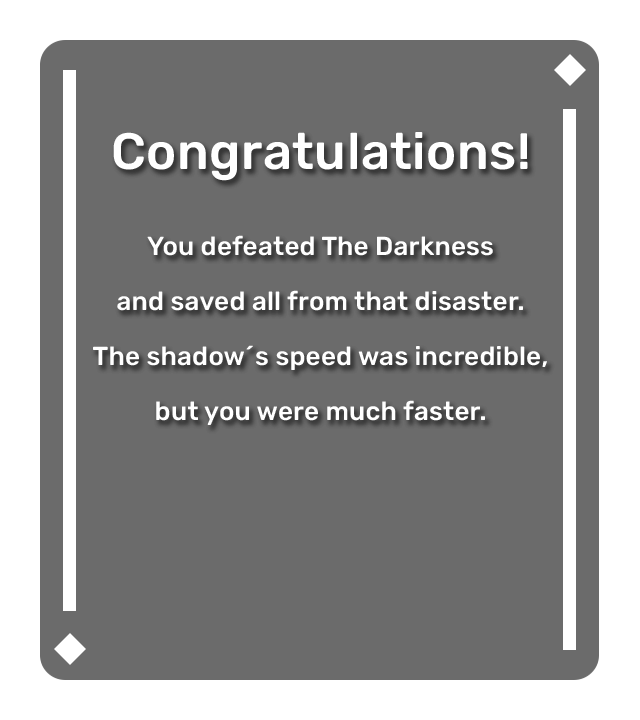 Congratulations!
You defeated The Darkness
and saved all from that disaster.
The shadow´s speed was incredible,
but you were much faster.